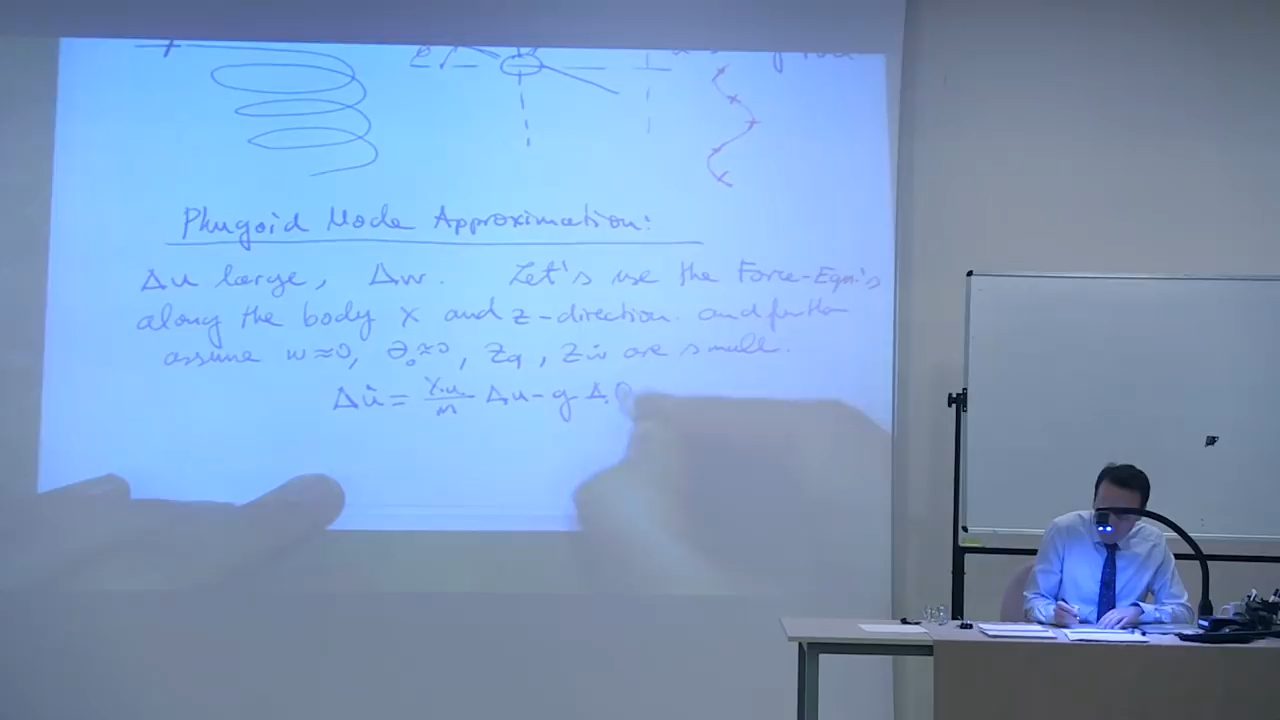 Phugoid Mode Approximation:
Δu large, Δw. Let's use the Force-Eqn's
along the body x and z-direction. and further
assume w≈0, θ₀≈0, Zq, Zẇ are small.
Δu̇ = Xu/m Δu - g Δθ